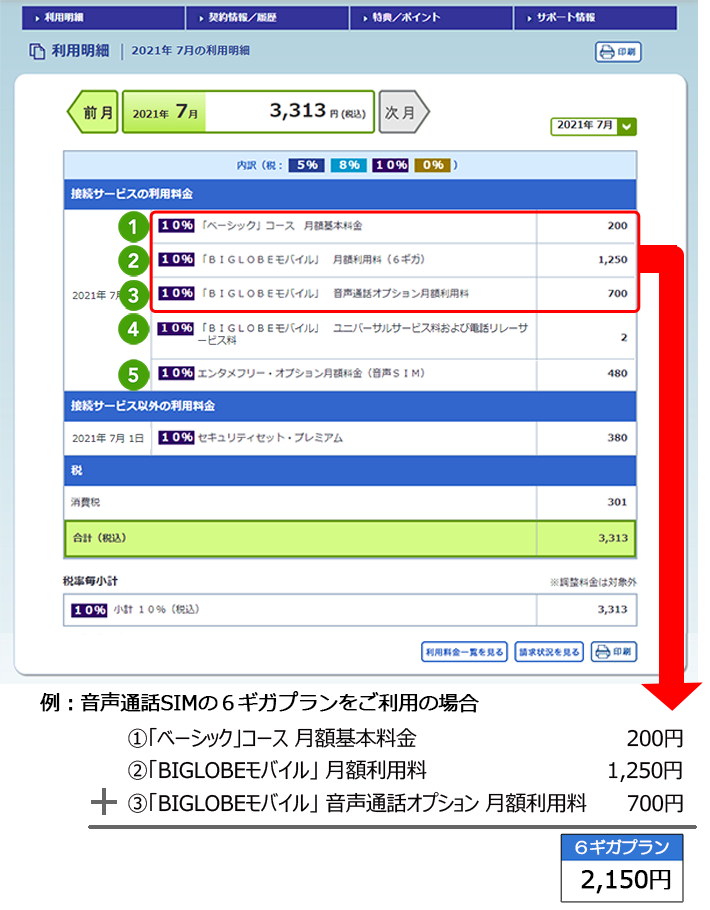 利用明細 契約情報／履歴 特典／ポイント サポート情報
利用明細 2021年 7月の利用明細 印刷
前月 2021年 7月 3,313 円 (税込) 次月
2021年 7月
内訳（税： 5% 8% 10% 0% ）
接続サービスの利用料金
1 10% 「ベーシック」コース 月額基本料金 200
2 10% 「ＢＩＧＬＯＢＥモバイル」 月額利用料（６ギガ） 1,250
2021年 7月 3 10% 「ＢＩＧＬＯＢＥモバイル」 音声通話オプション月額利用料 700
4 10% 「ＢＩＧＬＯＢＥモバイル」 ユニバーサルサービス料および電話リレーサ
ービス料 2
5 10% エンタメフリー・オプション月額料金（音声ＳＩＭ） 480
接続サービス以外の利用料金
2021年 7月 1日 10% セキュリティセット・プレミアム 380
税
消費税 301
合計（税込） 3,313
税率毎小計 ※調整料金は対象外
10% 小計 １０％（税込） 3,313
利用料金一覧を見る 請求状況を見る 印刷
例：音声通話SIMの６ギガプランをご利用の場合
①「ベーシック」コース 月額基本料金 200円
②「BIGLOBEモバイル」 月額利用料 1,250円
＋ ③「BIGLOBEモバイル」 音声通話オプション 月額利用料 700円
６ギガプラン
2,150円